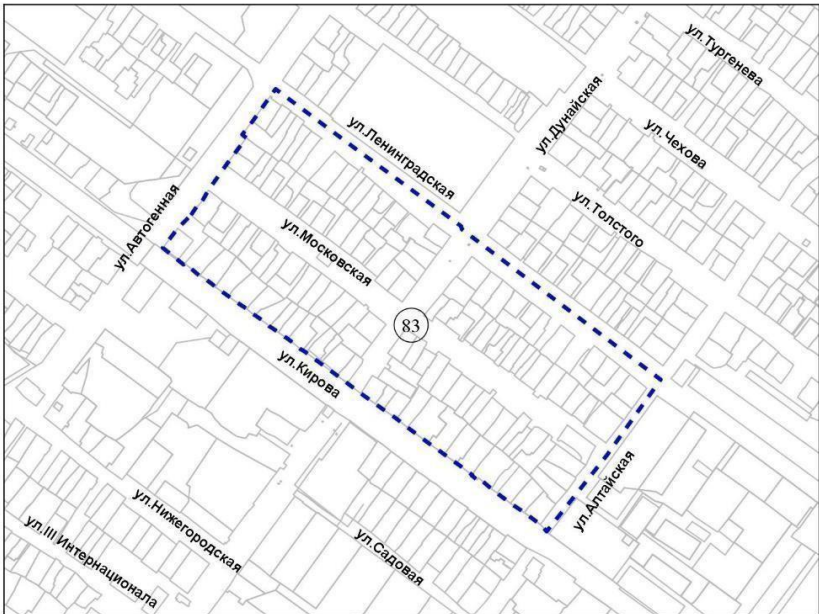 ул.Тургенева
ул.Дунайская
ул. Чехова
ул.Ленинградская
ул.Толстого
ул.Автогенная
ул.Московская
83
ул.Кирова
ул.Алтайская
ул.Нижегородская
ул.Садовая
ул.III Интернационала